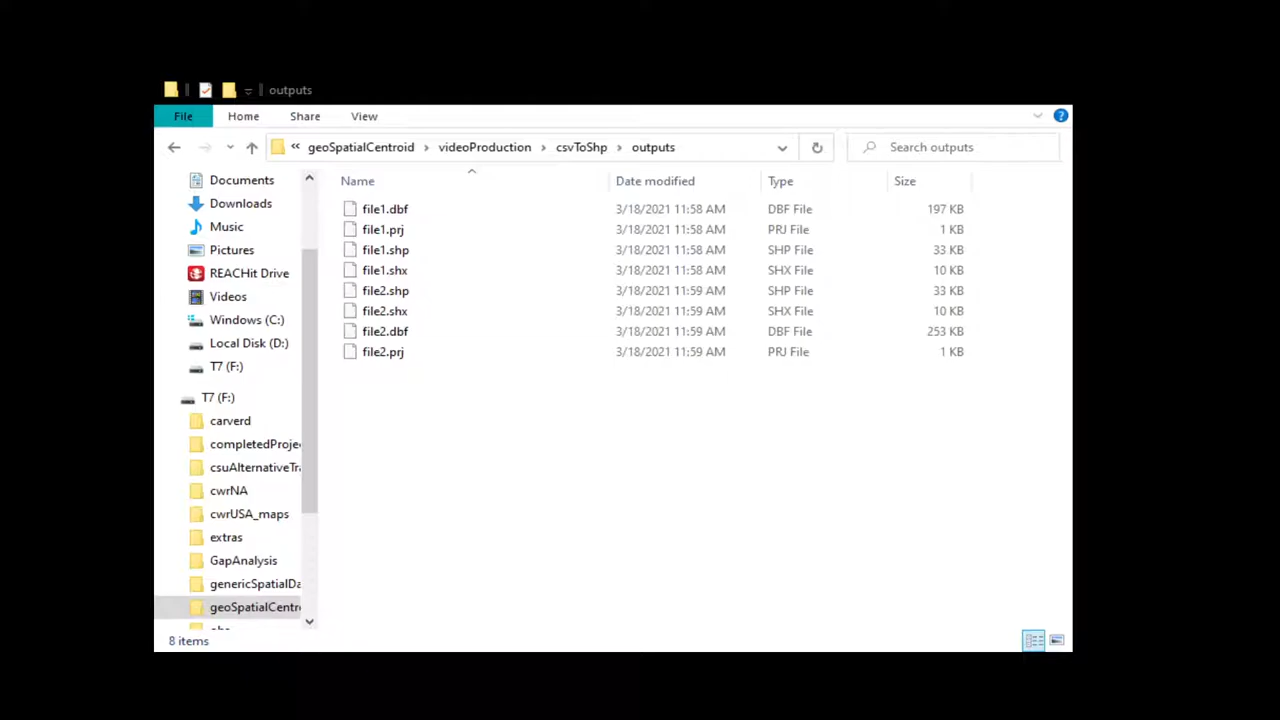 outputs
File Home Share View
« geoSpatialCentroid > videoProduction > csvToShp > outputs Search outputs
Documents
Downloads
Music
Pictures
REACHit Drive
Videos
Windows (C:)
Local Disk (D:)
T7 (F:)
T7 (F:)
carverd
completedProje
csuAlternativeTra
cwrNA
cwrUSA_maps
extras
GapAnalysis
genericSpatialDa
geoSpatialCentro
Name Date modified Type Size
file1.dbf 3/18/2021 11:58 AM DBF File 197 KB
file1.prj 3/18/2021 11:58 AM PRJ File 1 KB
file1.shp 3/18/2021 11:58 AM SHP File 33 KB
file1.shx 3/18/2021 11:58 AM SHX File 10 KB
file2.shp 3/18/2021 11:59 AM SHP File 33 KB
file2.shx 3/18/2021 11:59 AM SHX File 10 KB
file2.dbf 3/18/2021 11:59 AM DBF File 253 KB
file2.prj 3/18/2021 11:59 AM PRJ File 1 KB
8 items